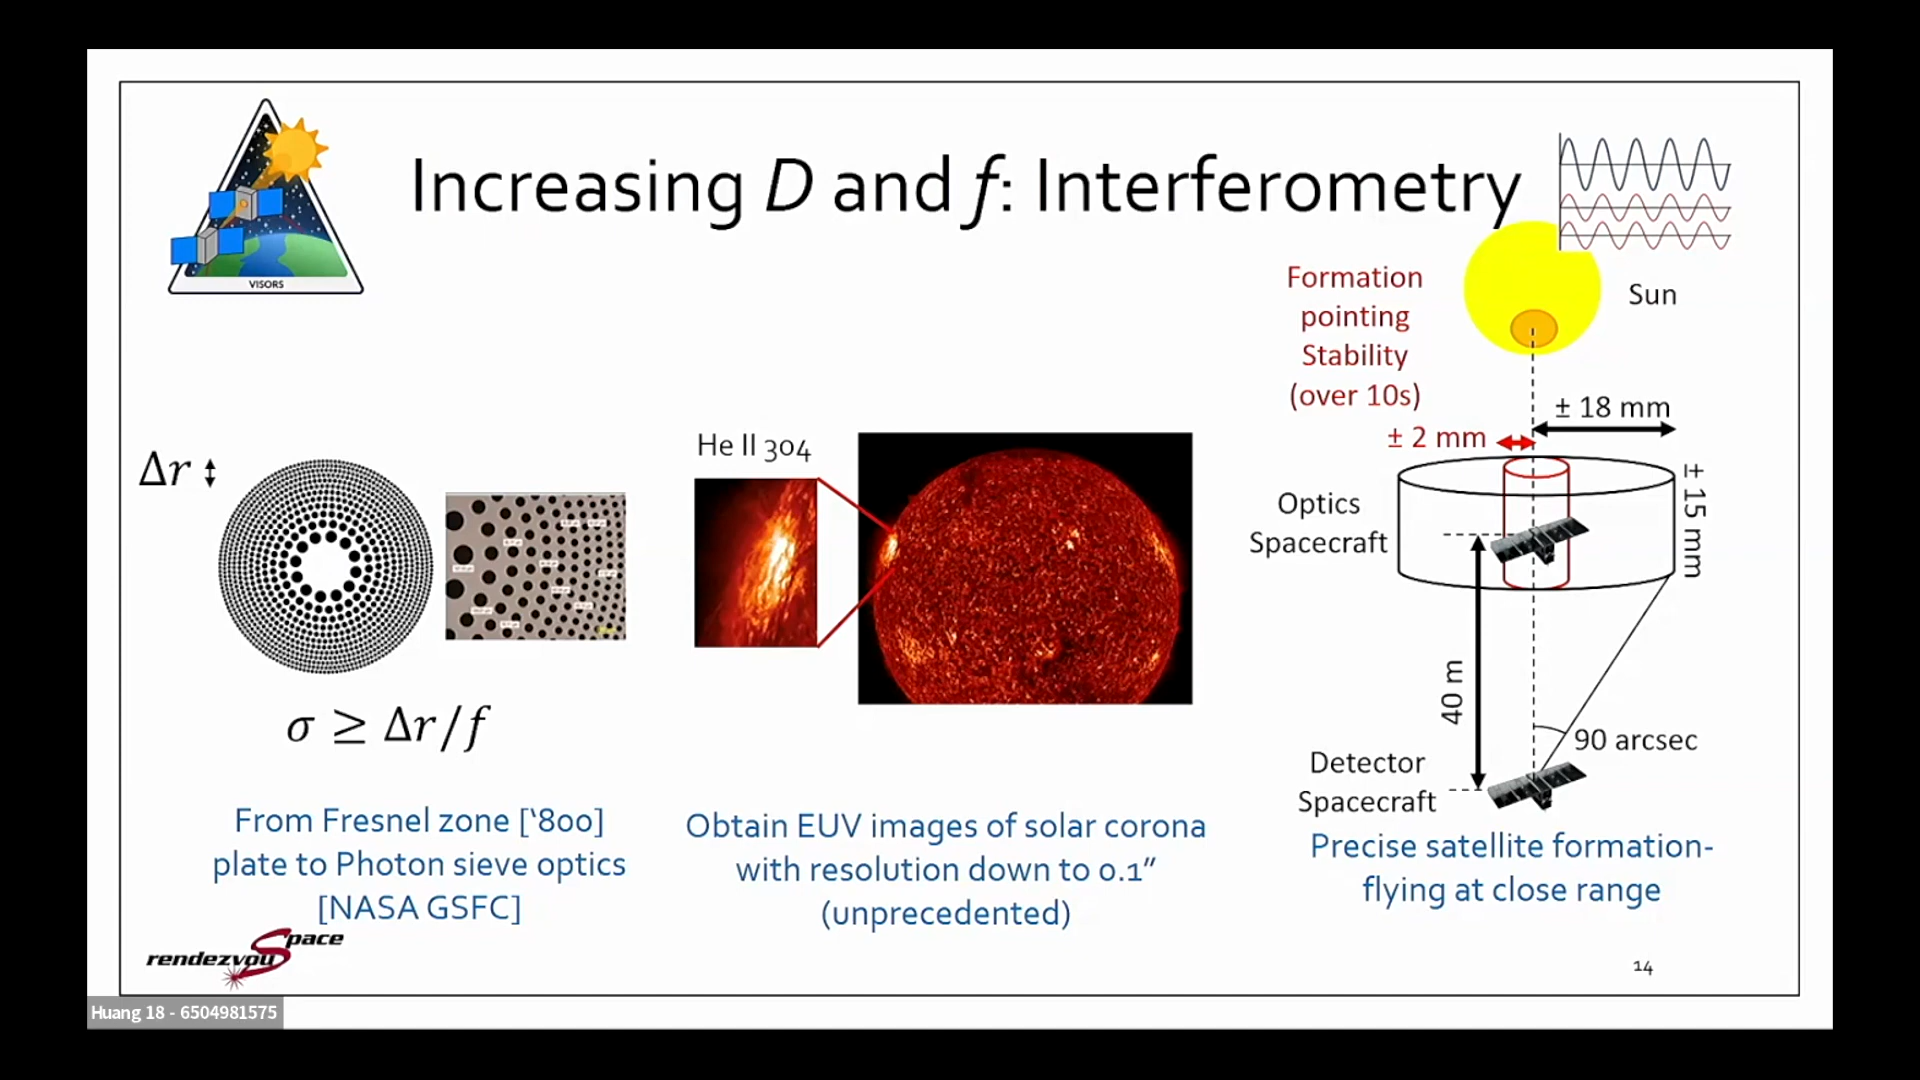 Increasing D and f: Interferometry
VISORS
Formation
pointing
Stability
(over 10s)
Sun
± 18 mm
± 2 mm
± 15 mm
Optics
Spacecraft
40 m
90 arcsec
Detector
Spacecraft
Precise satellite formation-
flying at close range
Δr
σ ≥ Δr/f
From Fresnel zone [‘800]
plate to Photon sieve optics
[NASA GSFC]
He II 304
Obtain EUV images of solar corona
with resolution down to 0.1”
(unprecedented)
rendezvouSpace
14
Huang 18 - 6504981575